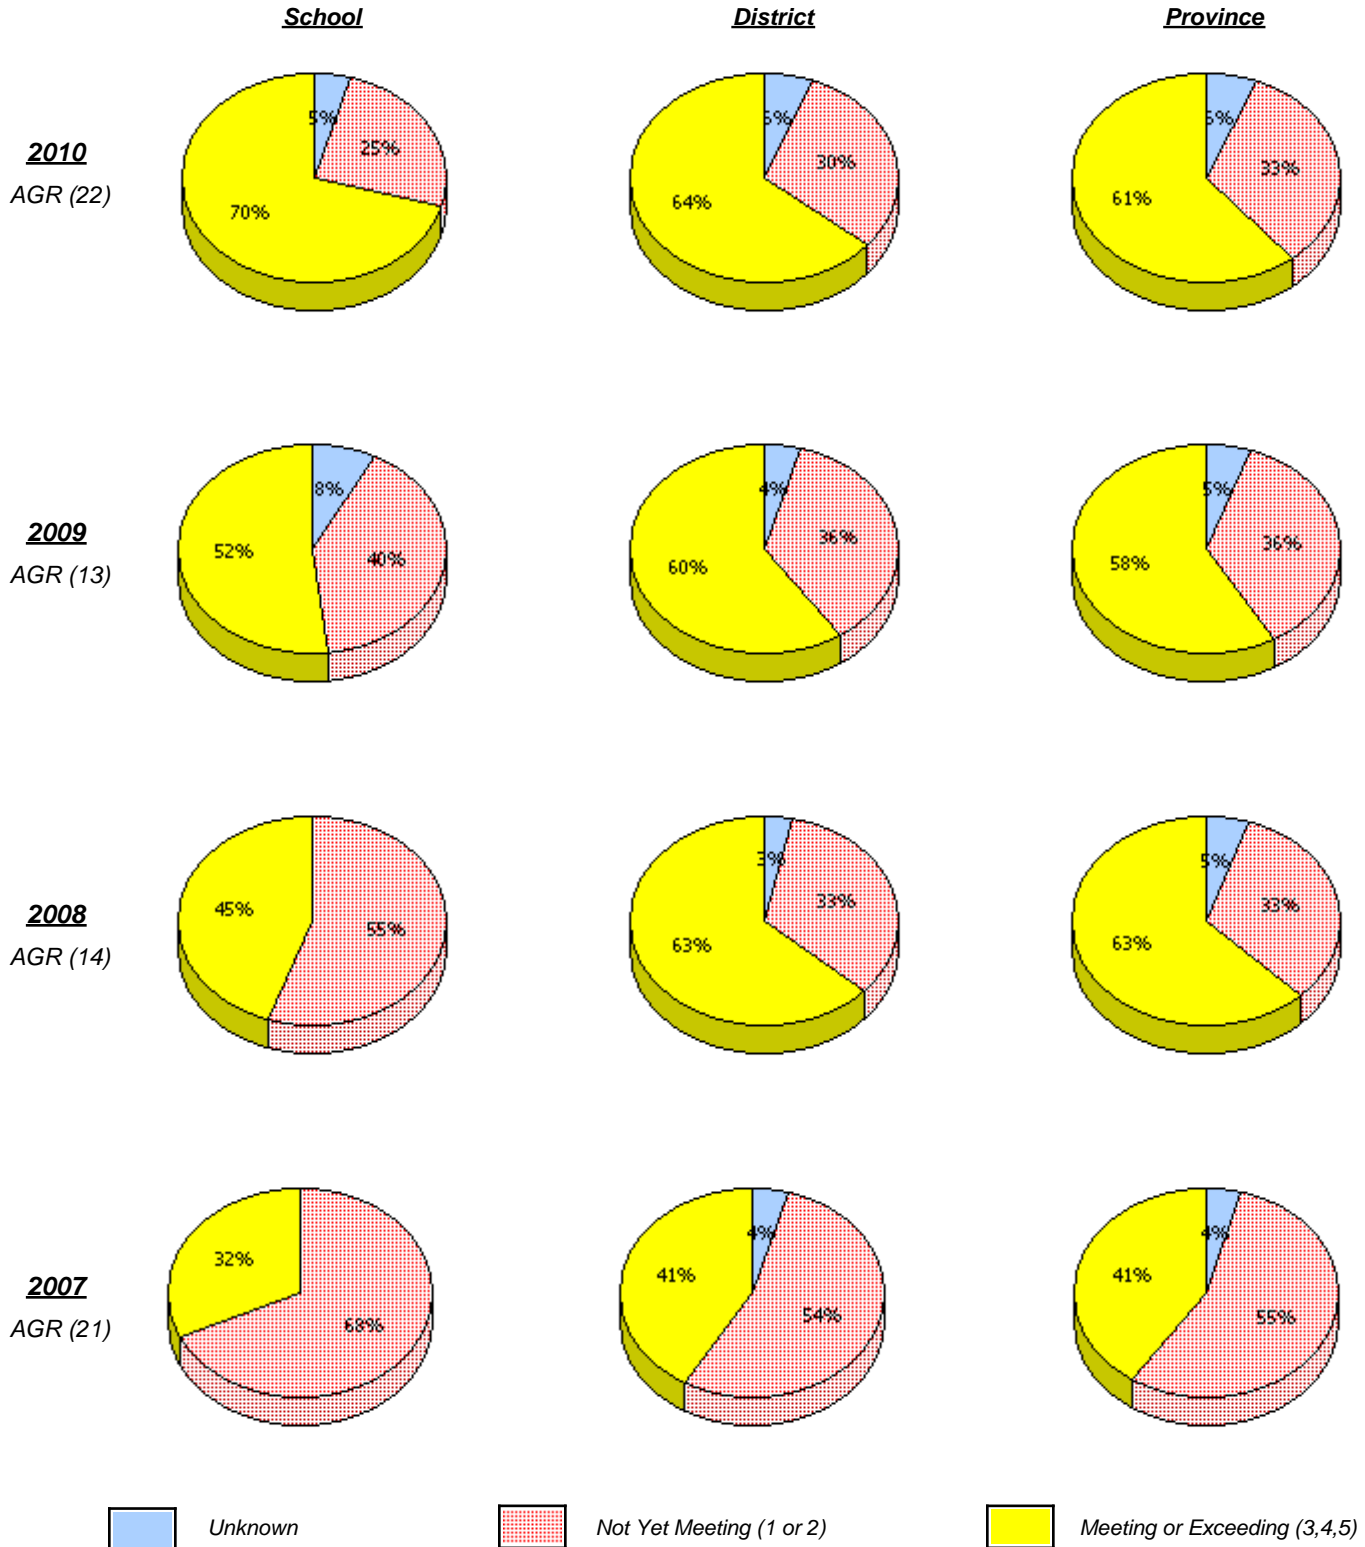 School District Province
5% 6% 6%
25% 30% 33%
2010
AGR (22)
70% 64% 61%
8% 4% 5%
2009
52% 40% 60% 36% 58% 36%
AGR (13)
3% 5%
2008
45% 55% 63% 33% 63% 33%
AGR (14)
4% 4%
2007
32% 68% 41% 54% 41% 55%
AGR (21)
Unknown Not Yet Meeting (1 or 2) Meeting or Exceeding (3,4,5)